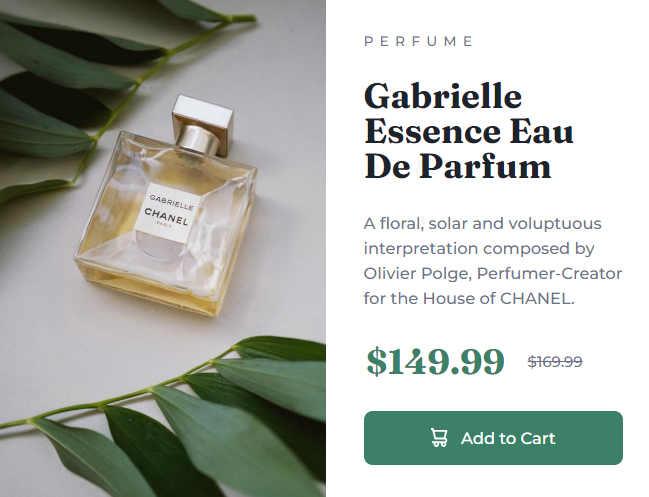 GABRIELLE
CHANEL
PARIS
PERFUME
Gabrielle
Essence Eau
De Parfum
A floral, solar and voluptuous
interpretation composed by
Olivier Polge, Perfumer-Creator
for the House of CHANEL.
$149.99 $169.99
Add to Cart